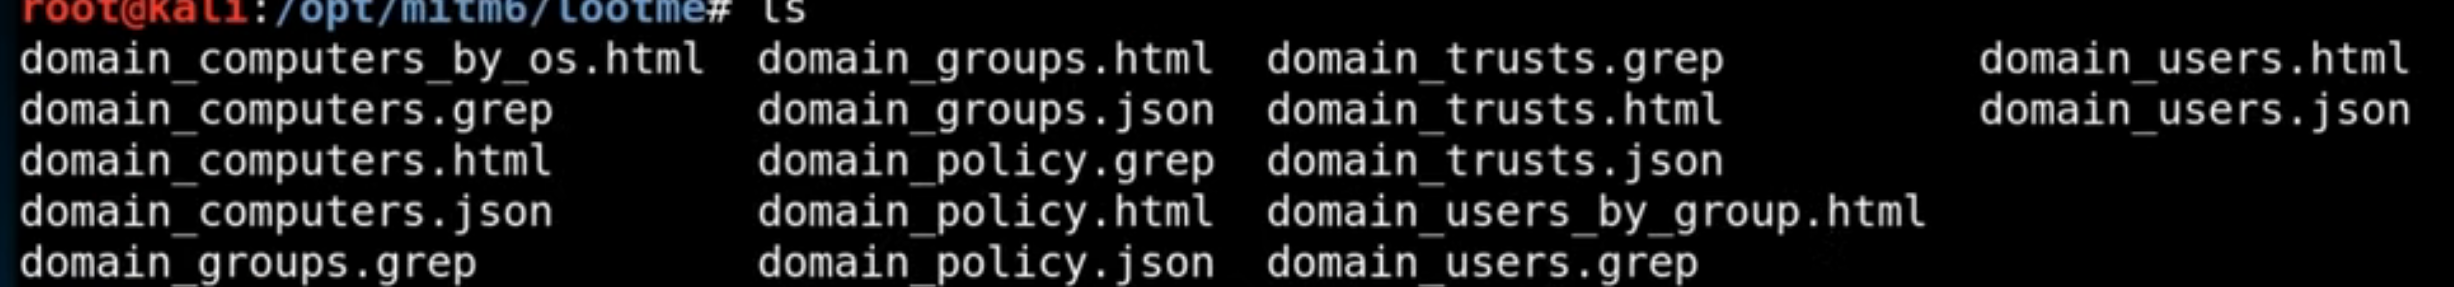 root@kali:/opt/mitm6/lootme# ls
domain_computers_by_os.html  domain_groups.html  domain_trusts.grep          domain_users.html
domain_computers.grep        domain_groups.json  domain_trusts.html          domain_users.json
domain_computers.html        domain_policy.grep  domain_trusts.json
domain_computers.json        domain_policy.html  domain_users_by_group.html
domain_groups.grep           domain_policy.json  domain_users.grep